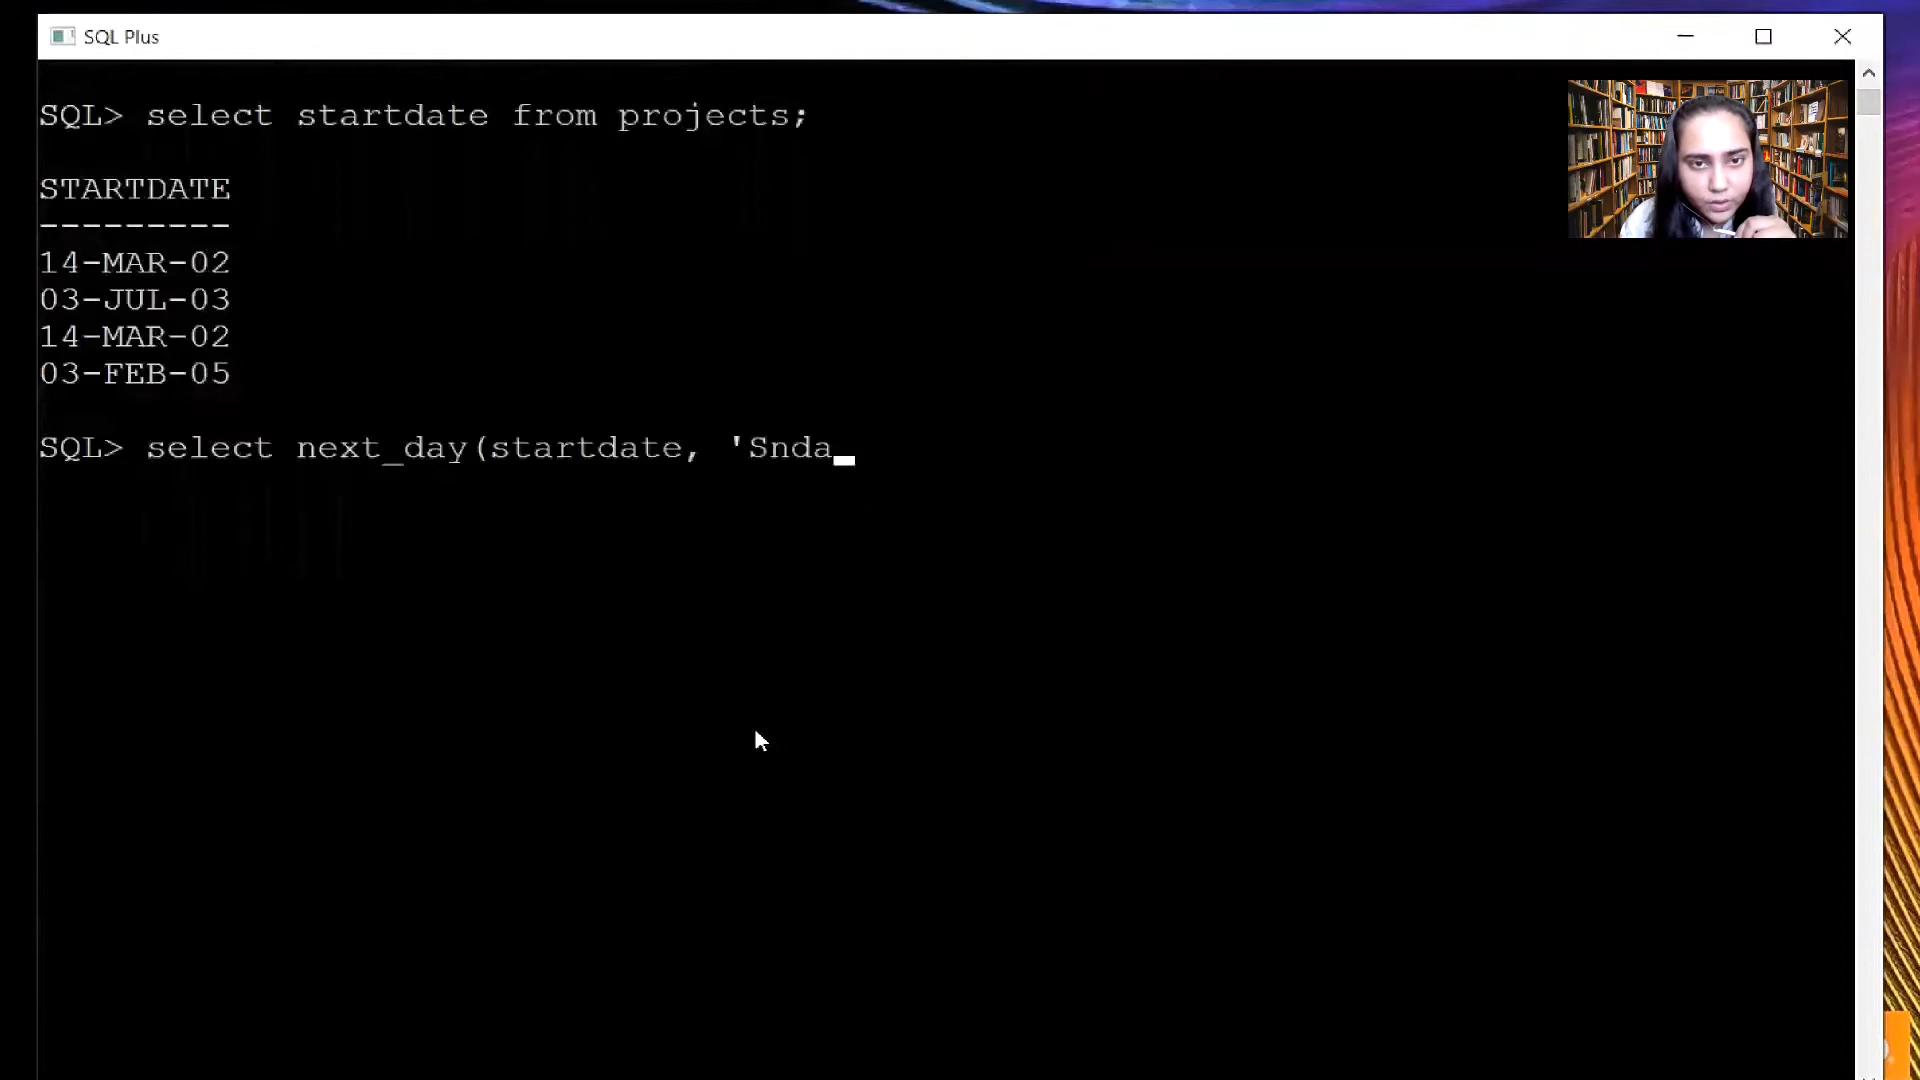 SQL Plus
SQL> select startdate from projects;
STARTDATE
---------
14-MAR-02
03-JUL-03
14-MAR-02
03-FEB-05
SQL> select next_day(startdate, 'Snda